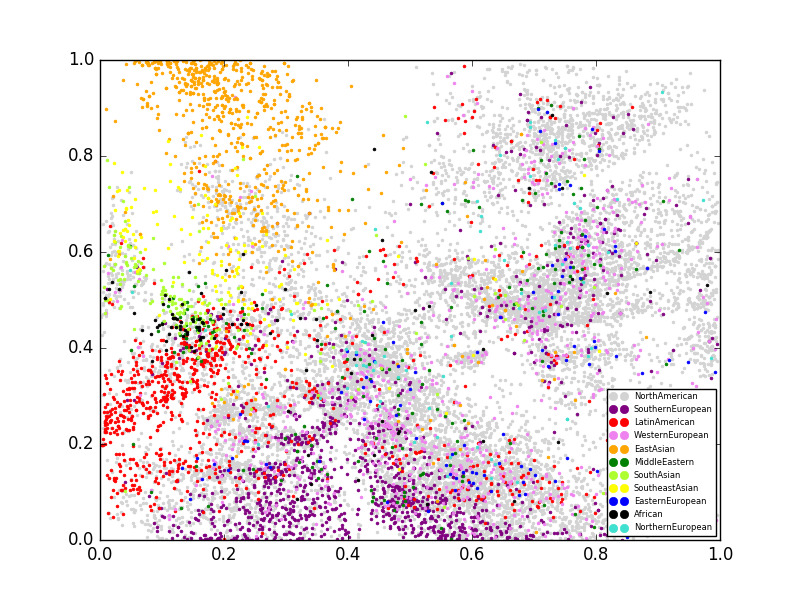 1.0
0.8
0.6
0.4
0.2
0.0
0.0 0.2 0.4 0.6 0.8 1.0
NorthAmerican
SouthernEuropean
LatinAmerican
WesternEuropean
EastAsian
MiddleEastern
SouthAsian
SoutheastAsian
EasternEuropean
African
NorthernEuropean